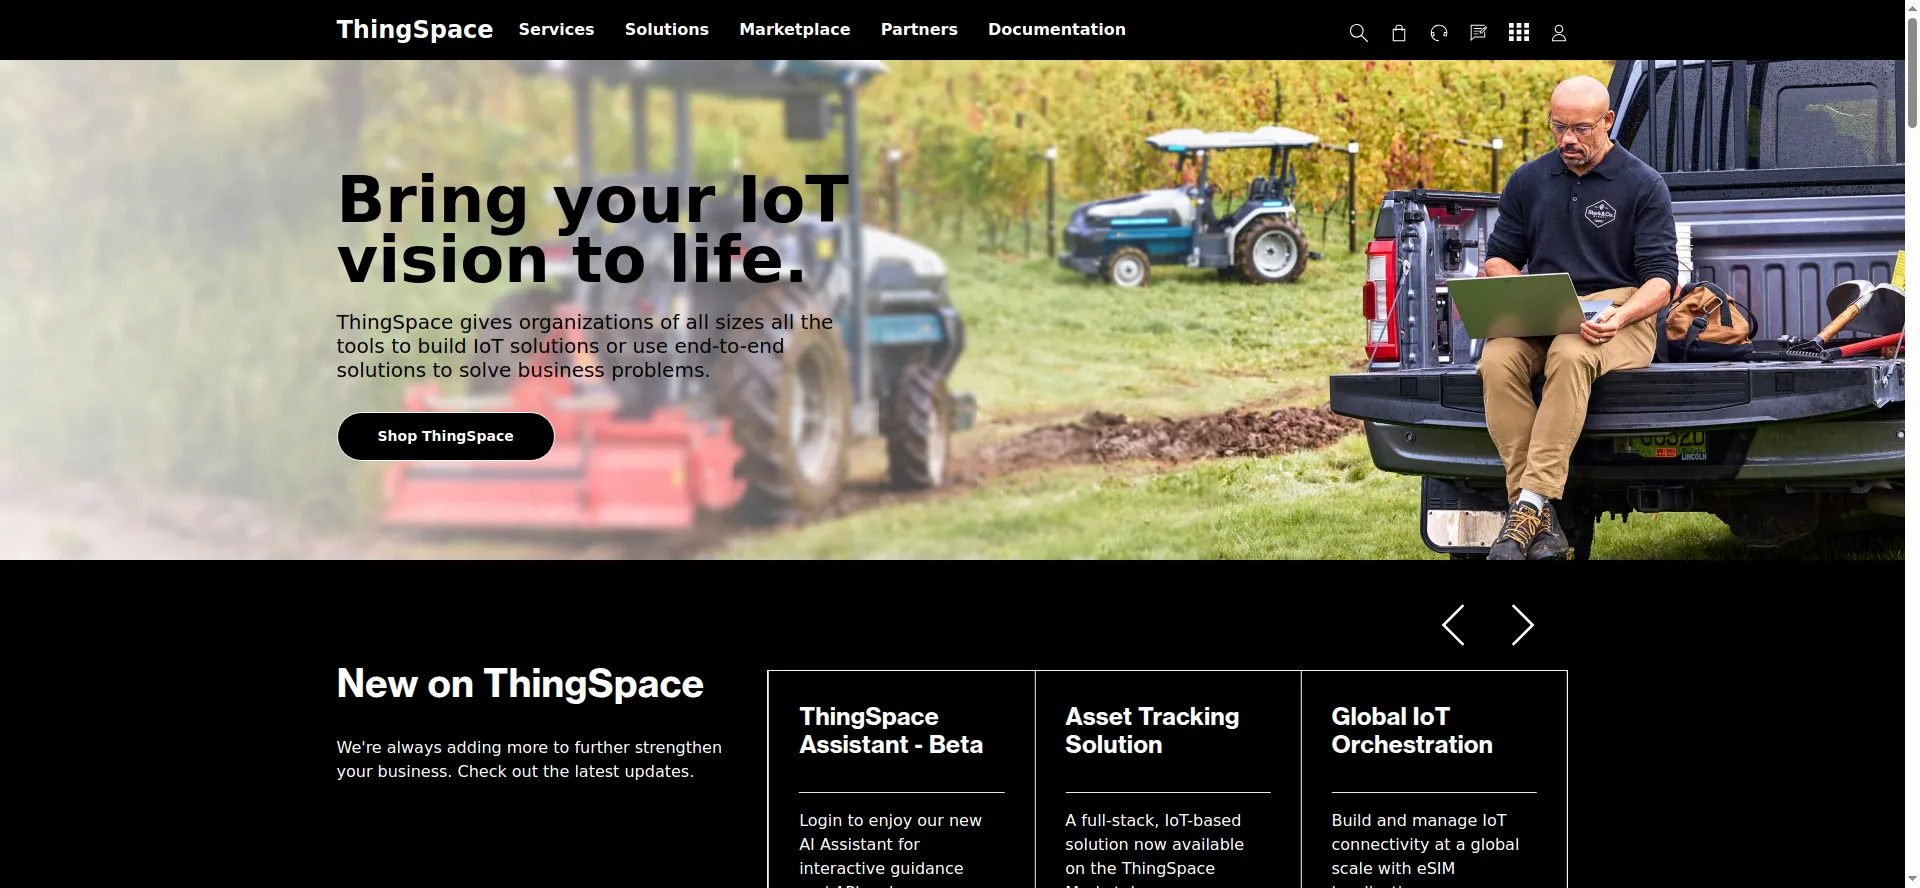 ThingSpace Services Solutions Marketplace Partners Documentation
Bring your IoT
vision to life.
ThingSpace gives organizations of all sizes all the
tools to build IoT solutions or use end-to-end
solutions to solve business problems.
Shop ThingSpace
LINCOLN
New on ThingSpace
We're always adding more to further strengthen
your business. Check out the latest updates.
ThingSpace
Assistant - Beta
Login to enjoy our new
AI Assistant for
interactive guidance
Asset Tracking
Solution
A full-stack, IoT-based
solution now available
on the ThingSpace
Global IoT
Orchestration
Build and manage IoT
connectivity at a global
scale with eSIM